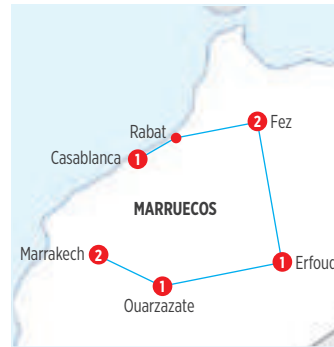 2
Fez
Rabat
Casablanca
1
MARRUECOS
Marrakech
2
1
Erfoud
1
Ouarzazate